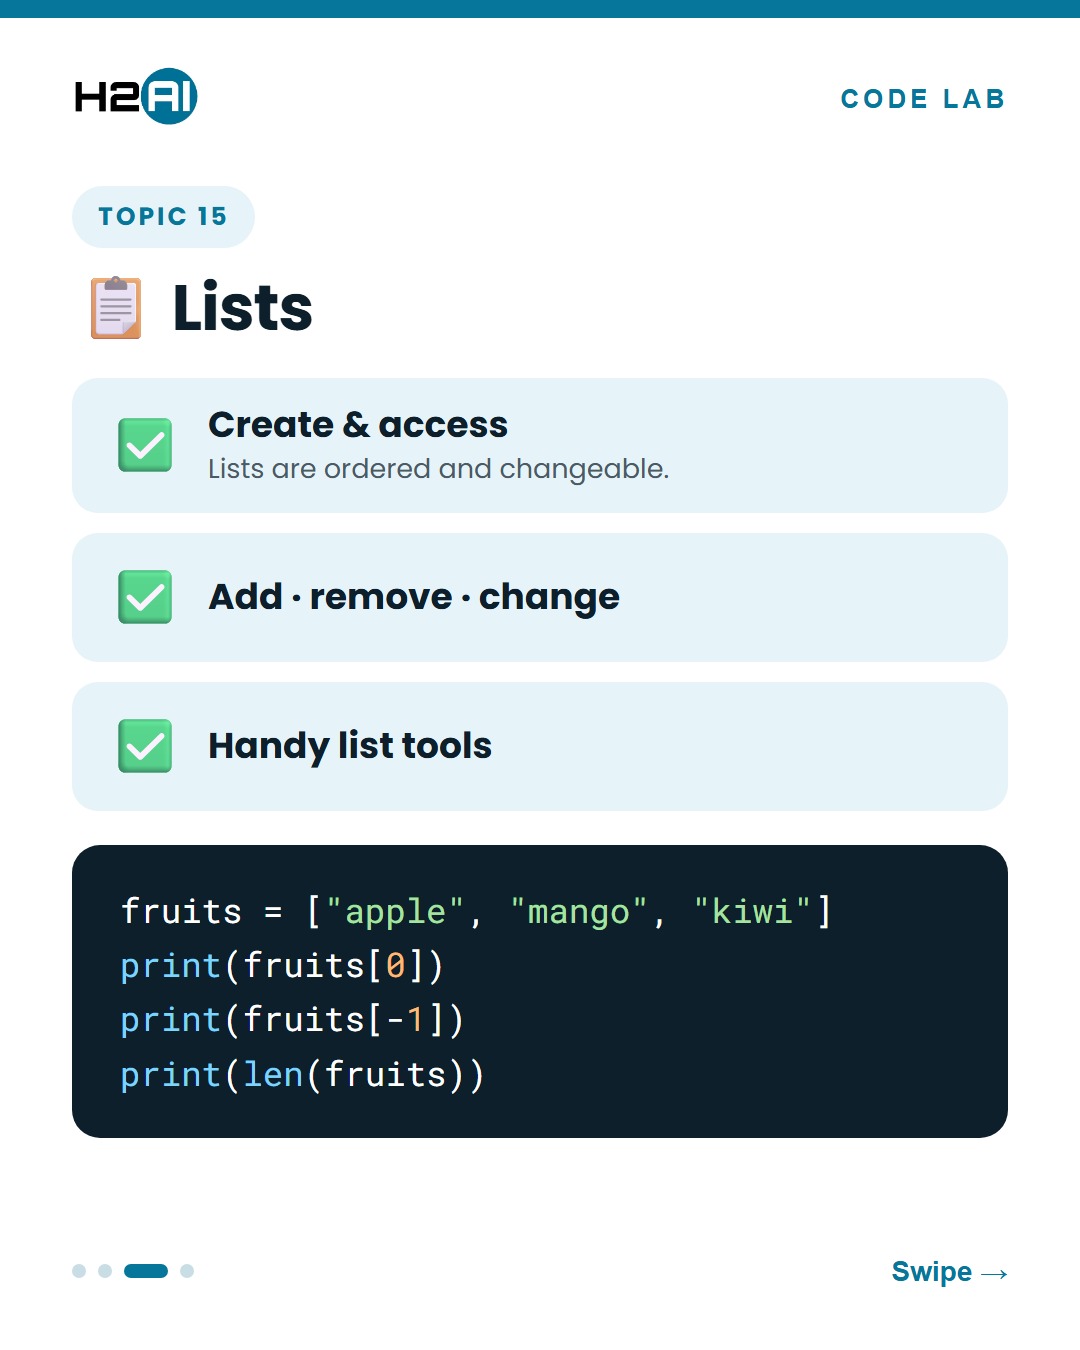 H2AI
CODE LAB
TOPIC 15
Lists
Create & access
Lists are ordered and changeable.
Add · remove · change
Handy list tools
fruits = ["apple", "mango", "kiwi"]
print(fruits[0])
print(fruits[-1])
print(len(fruits))
Swipe →